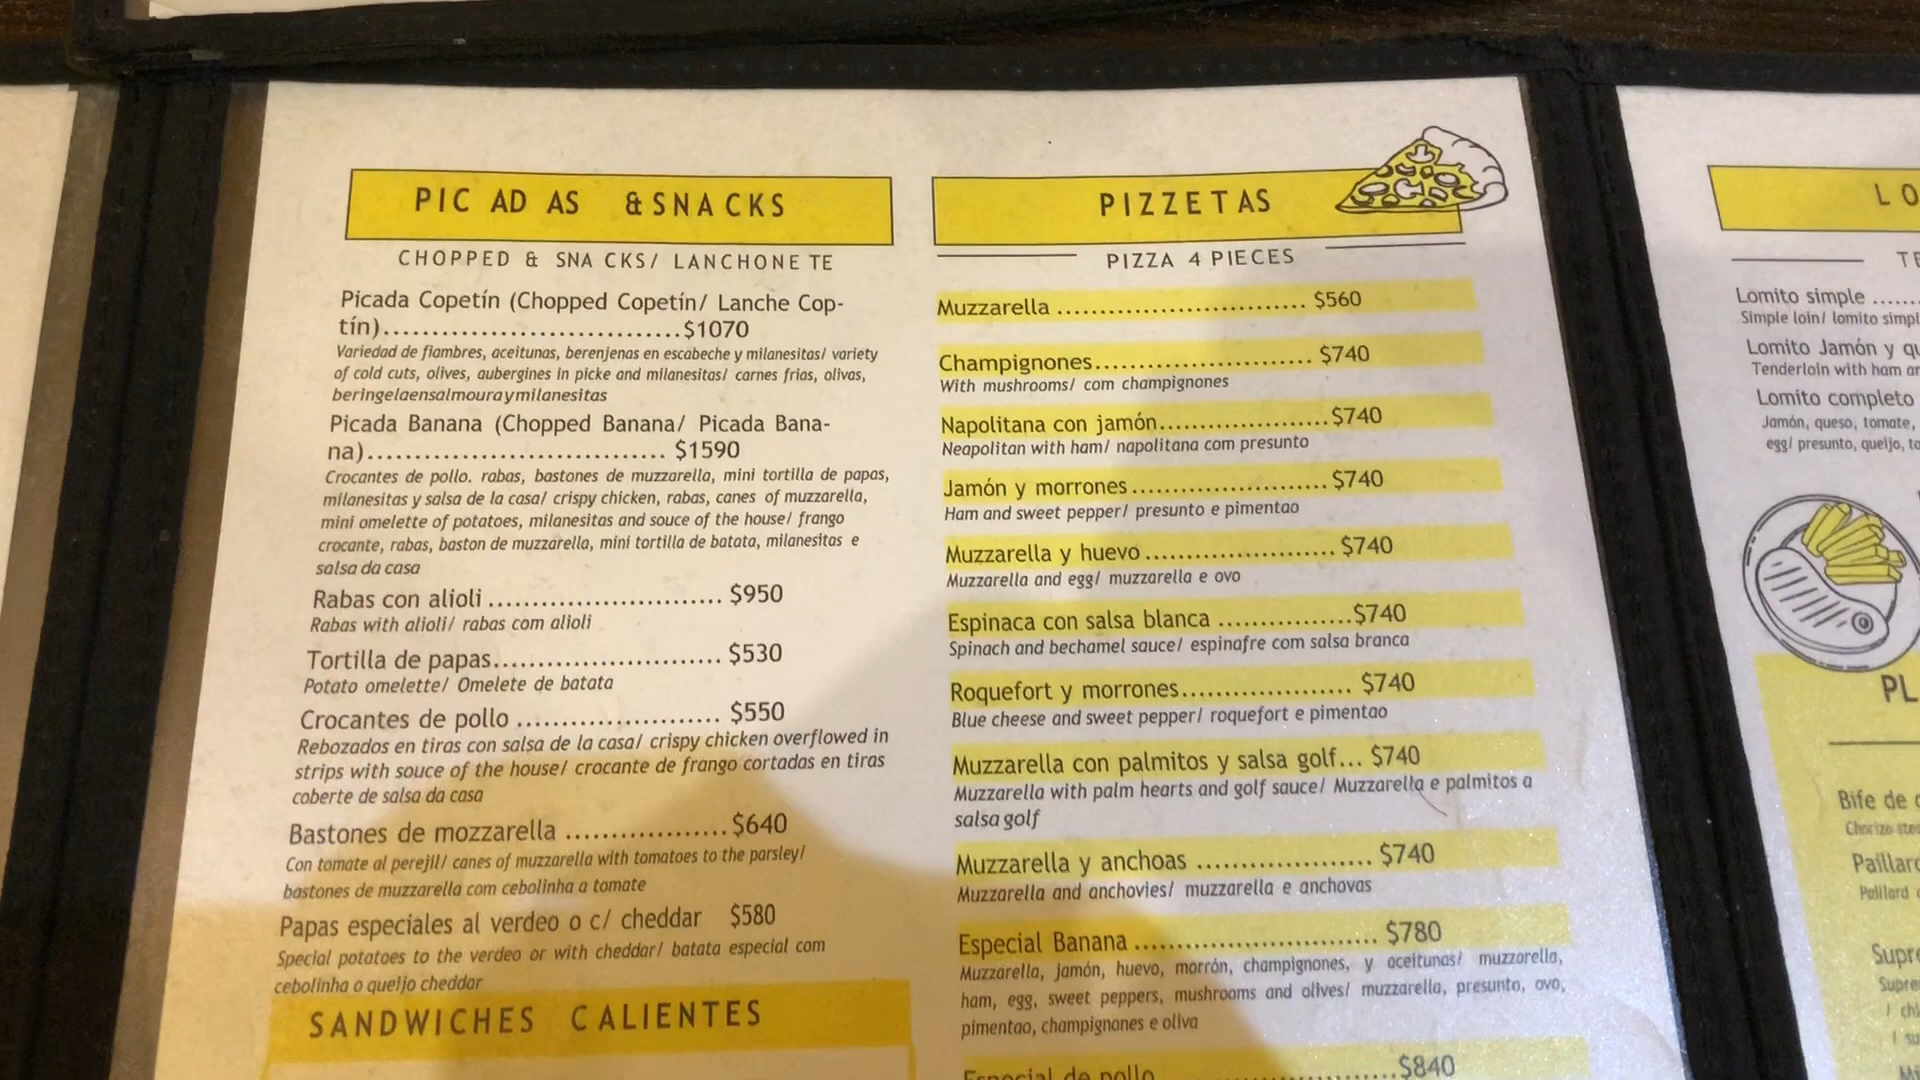 PICADAS & SNACKS
CHOPPED & SNACKS/ LANCHONETE
Picada Copetín (Chopped Copetín/ Lanche Cop-
tín)..............................$1070
Variedad de fiambres, aceitunas, berenjenas en escabeche y milanesitas/ variety
of cold cuts, olives, aubergines in picke and milanesitas/ carnes frias, olivas,
beringelaensalmouraymilanesitas
Picada Banana (Chopped Banana/ Picada Bana-
na).............................. $1590
Crocantes de pollo. rabas, bastones de muzzarella, mini tortilla de papas,
milanesitas y salsa de la casa/ crispy chicken, rabas, canes of muzzarella,
mini omelette of potatoes, milanesitas and souce of the house/ frango
crocante, rabas, baston de muzzarella, mini tortilla de batata, milanesitas e
salsa da casa
Rabas con alioli ........................ $950
Rabas with alioli/ rabas com alioli
Tortilla de papas....................... $530
Potato omelette/ Omelete de batata
Crocantes de pollo ..................... $550
Rebozados en tiras con salsa de la casa/ crispy chicken overflowed in
strips with souce of the house/ crocante de frango cortadas en tiras
coberte de salsa da casa
Bastones de mozzarella .................$640
Con tomate al perejil/ canes of muzzarella with tomatoes to the parsley/
bastones de muzzarella com cebolinha a tomate
Papas especiales al verdeo o c/ cheddar $580
Special potatoes to the verdeo or with cheddar/ batata especial com
cebolinha o queijo cheddar
SANDWICHES CALIENTES
PIZZETAS
PIZZA 4 PIECES
Muzzarella ........................... $560
Champignones....................... $740
With mushrooms/ com champignones
Napolitana con jamón.....................$740
Neapolitan with ham/ napolitana com presunto
Jamón y morrones........................$740
Ham and sweet pepper/ presunto e pimentao
Muzzarella y huevo ....................... $740
Muzzarella and egg/ muzzarella e ovo
Espinaca con salsa blanca ................$740
Spinach and bechamel sauce/ espinafre com salsa branca
Roquefort y morrones.................... $740
Blue cheese and sweet pepper/ roquefort e pimentao
Muzzarella con palmitos y salsa golf... $740
Muzzarella with palm hearts and golf sauce/ Muzzarella e palmitos a
salsa golf
Muzzarella y anchoas .................... $740
Muzzarella and anchovies/ muzzarella e anchovas
Especial Banana ............................ $780
Muzzarella, jamón, huevo, morrón, champignones, y aceitunas/ muzzarella,
ham, egg, sweet peppers, mushrooms and olives/ muzzarella, presunto, ovo,
pimentao, champignones e oliva
Especial de pollo ............................$840
LO
TE
Lomito simple ......
Simple loin/ lomito simpl
Lomito Jamón y qu
Tenderloin with ham an
Lomito completo
Jamón, queso, tomate,
egg/ presunto, queijo, to
PL
Bife de c
Chorizo ste
Paillard
Paillard
Supre
Supre